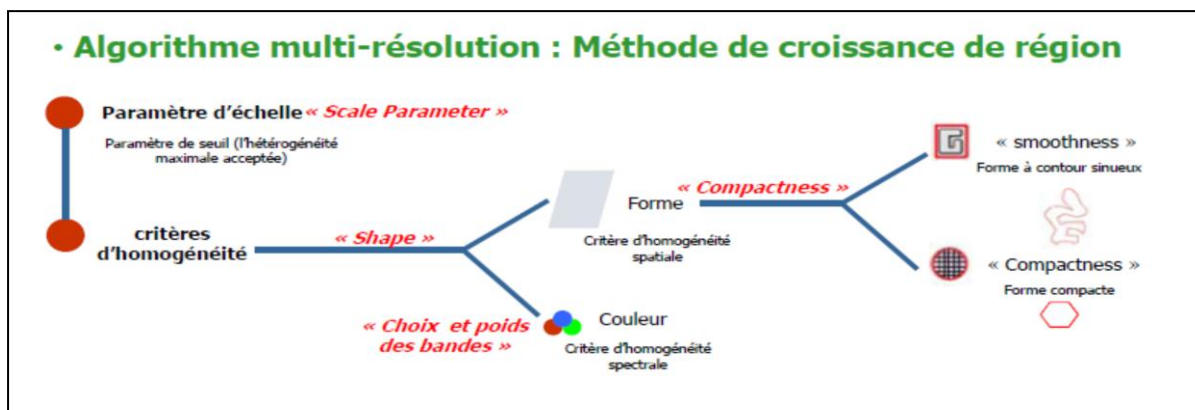 • Algorithme multi-résolution : Méthode de croissance de région
Paramètre d'échelle « Scale Parameter »
Paramètre de seuil (l'hétérogénéité
maximale acceptée)
critères
d'homogénéité
« Shape »
« Choix et poids
des bandes »
Forme
Critère d'homogénéité
spatiale
Couleur
Critère d'homogénéité
spectrale
« Compactness »
« smoothness »
Forme à contour sinueux
« Compactness »
Forme compacte